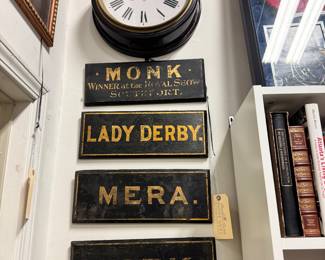 · MONK
WINNER at the ROYAL SHOW
SOUTHPORT.
LADY DERBY.
MERA.